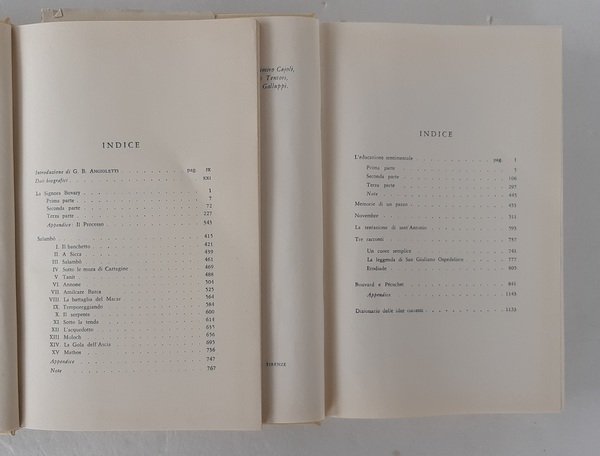 INDICE
Introduzione di G. B. ANGIOLETTI . . . pag. IX
Dati biografici . . . XXI
La Signora Bovary . . . 1
Prima parte . . . 7
Seconda parte . . . 72
Terza parte . . . 227
Appendice: Il Processo . . . 345
Salambò . . . 415
I. Il banchetto . . . 421
II. A Sicca . . . 439
III. Salambò . . . 461
IV. Sotto le mura di Cartagine . . . 469
V. Tanit . . . 488
VI. Annone . . . 504
VII. Amilcare Barca . . . 525
VIII. La battaglia del Macar . . . 564
IX. Temporeggiando . . . 584
X. Il serpente . . . 600
XI Sotto la tenda . . . 614
XII L'acquedotto . . . 635
XIII Moloch . . . 656
XIV. La Gola dell'Ascia . . . 695
XV Mathos . . . 736
Appendice . . . 747
Note . . . 767
Casoli,
Tentori,
Galluppi.
FIRENZE
INDICE
L'educazione sentimentale . . . pag. 1
Prima parte . . . 5
Seconda parte . . . 106
Terza parte . . . 297
Note . . . 445
Memorie di un pazzo . . . 453
Novembre . . . 511
La tentazione di sant'Antonio . . . 595
Tre racconti . . . 737
Un cuore semplice . . . 741
La leggenda di San Giuliano Ospedaliere . . . 777
Erodiade . . . 805
Bouvard e Pécuchet . . . 841
Appendice . . . 1145
Dizionario delle idee correnti . . . 1153